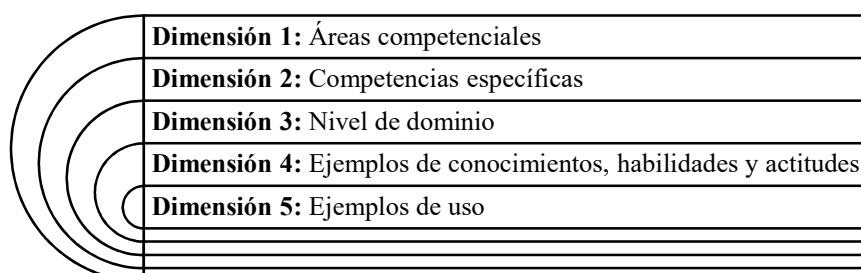 Dimensión 1: Áreas competenciales
Dimensión 2: Competencias específicas
Dimensión 3: Nivel de dominio
Dimensión 4: Ejemplos de conocimientos, habilidades y actitudes
Dimensión 5: Ejemplos de uso